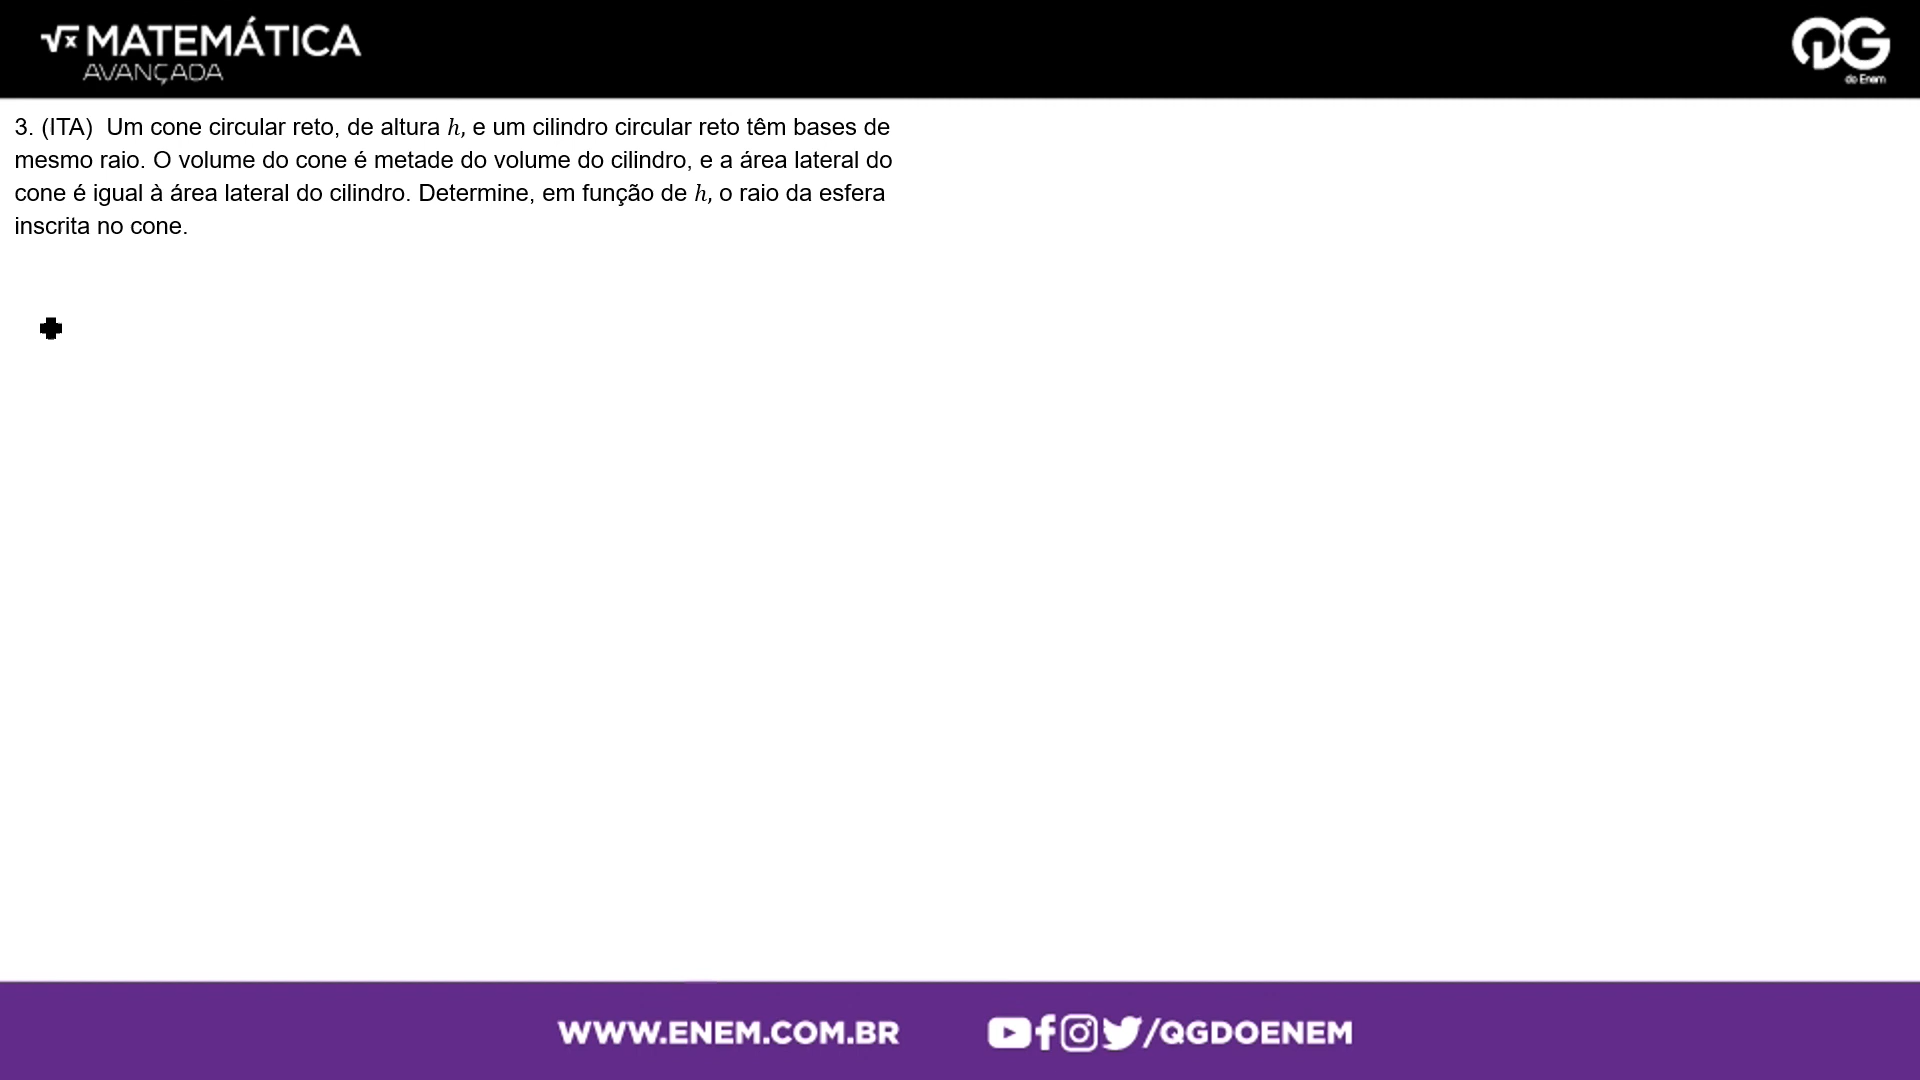 √x MATEMÁTICA
AVANÇADA
QG
do Enem
3. (ITA) Um cone circular reto, de altura h, e um cilindro circular reto têm bases de
mesmo raio. O volume do cone é metade do volume do cilindro, e a área lateral do
cone é igual à área lateral do cilindro. Determine, em função de h, o raio da esfera
inscrita no cone.
WWW.ENEM.COM.BR
/QGDOENEM